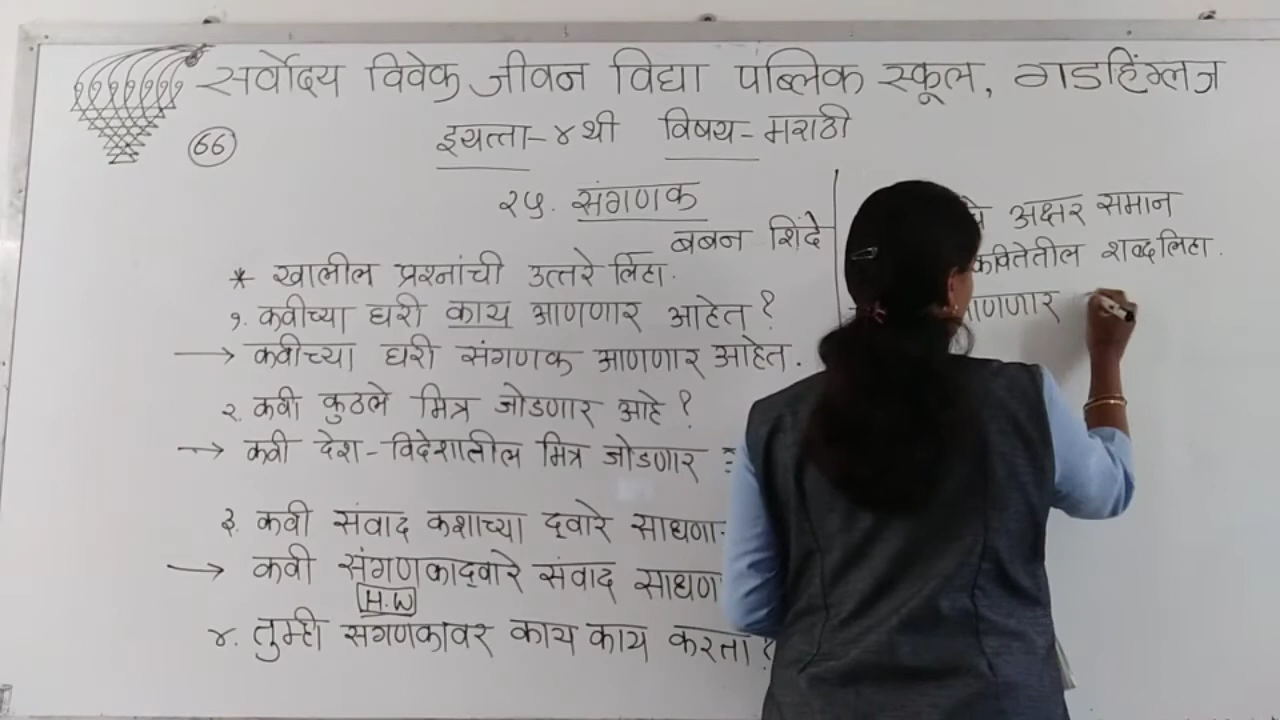 सर्वोदय विवेक जीवन विद्या पब्लिक स्कूल, गडहिंग्लज
66
इयत्ता - ४थी विषय - मराठी
२५. संगणक
बबन शिंदे
* खालील प्रश्नांची उत्तरे लिहा.
१. कवीच्या घरी काय आणणार आहेत?
→ कवीच्या घरी संगणक आणणार आहेत.
२. कवी कुठले मित्र जोडणार आहे?
→ कवी देश - विदेशातील मित्र जोडणार
३. कवी संवाद कशाच्या द्वारे साधणा
→ कवी संगणकाद्वारे संवाद साधण
H.W
४. तुम्ही संगणकावर काय काय करता?
अक्षर समान
कवितेतील शब्द लिहा.